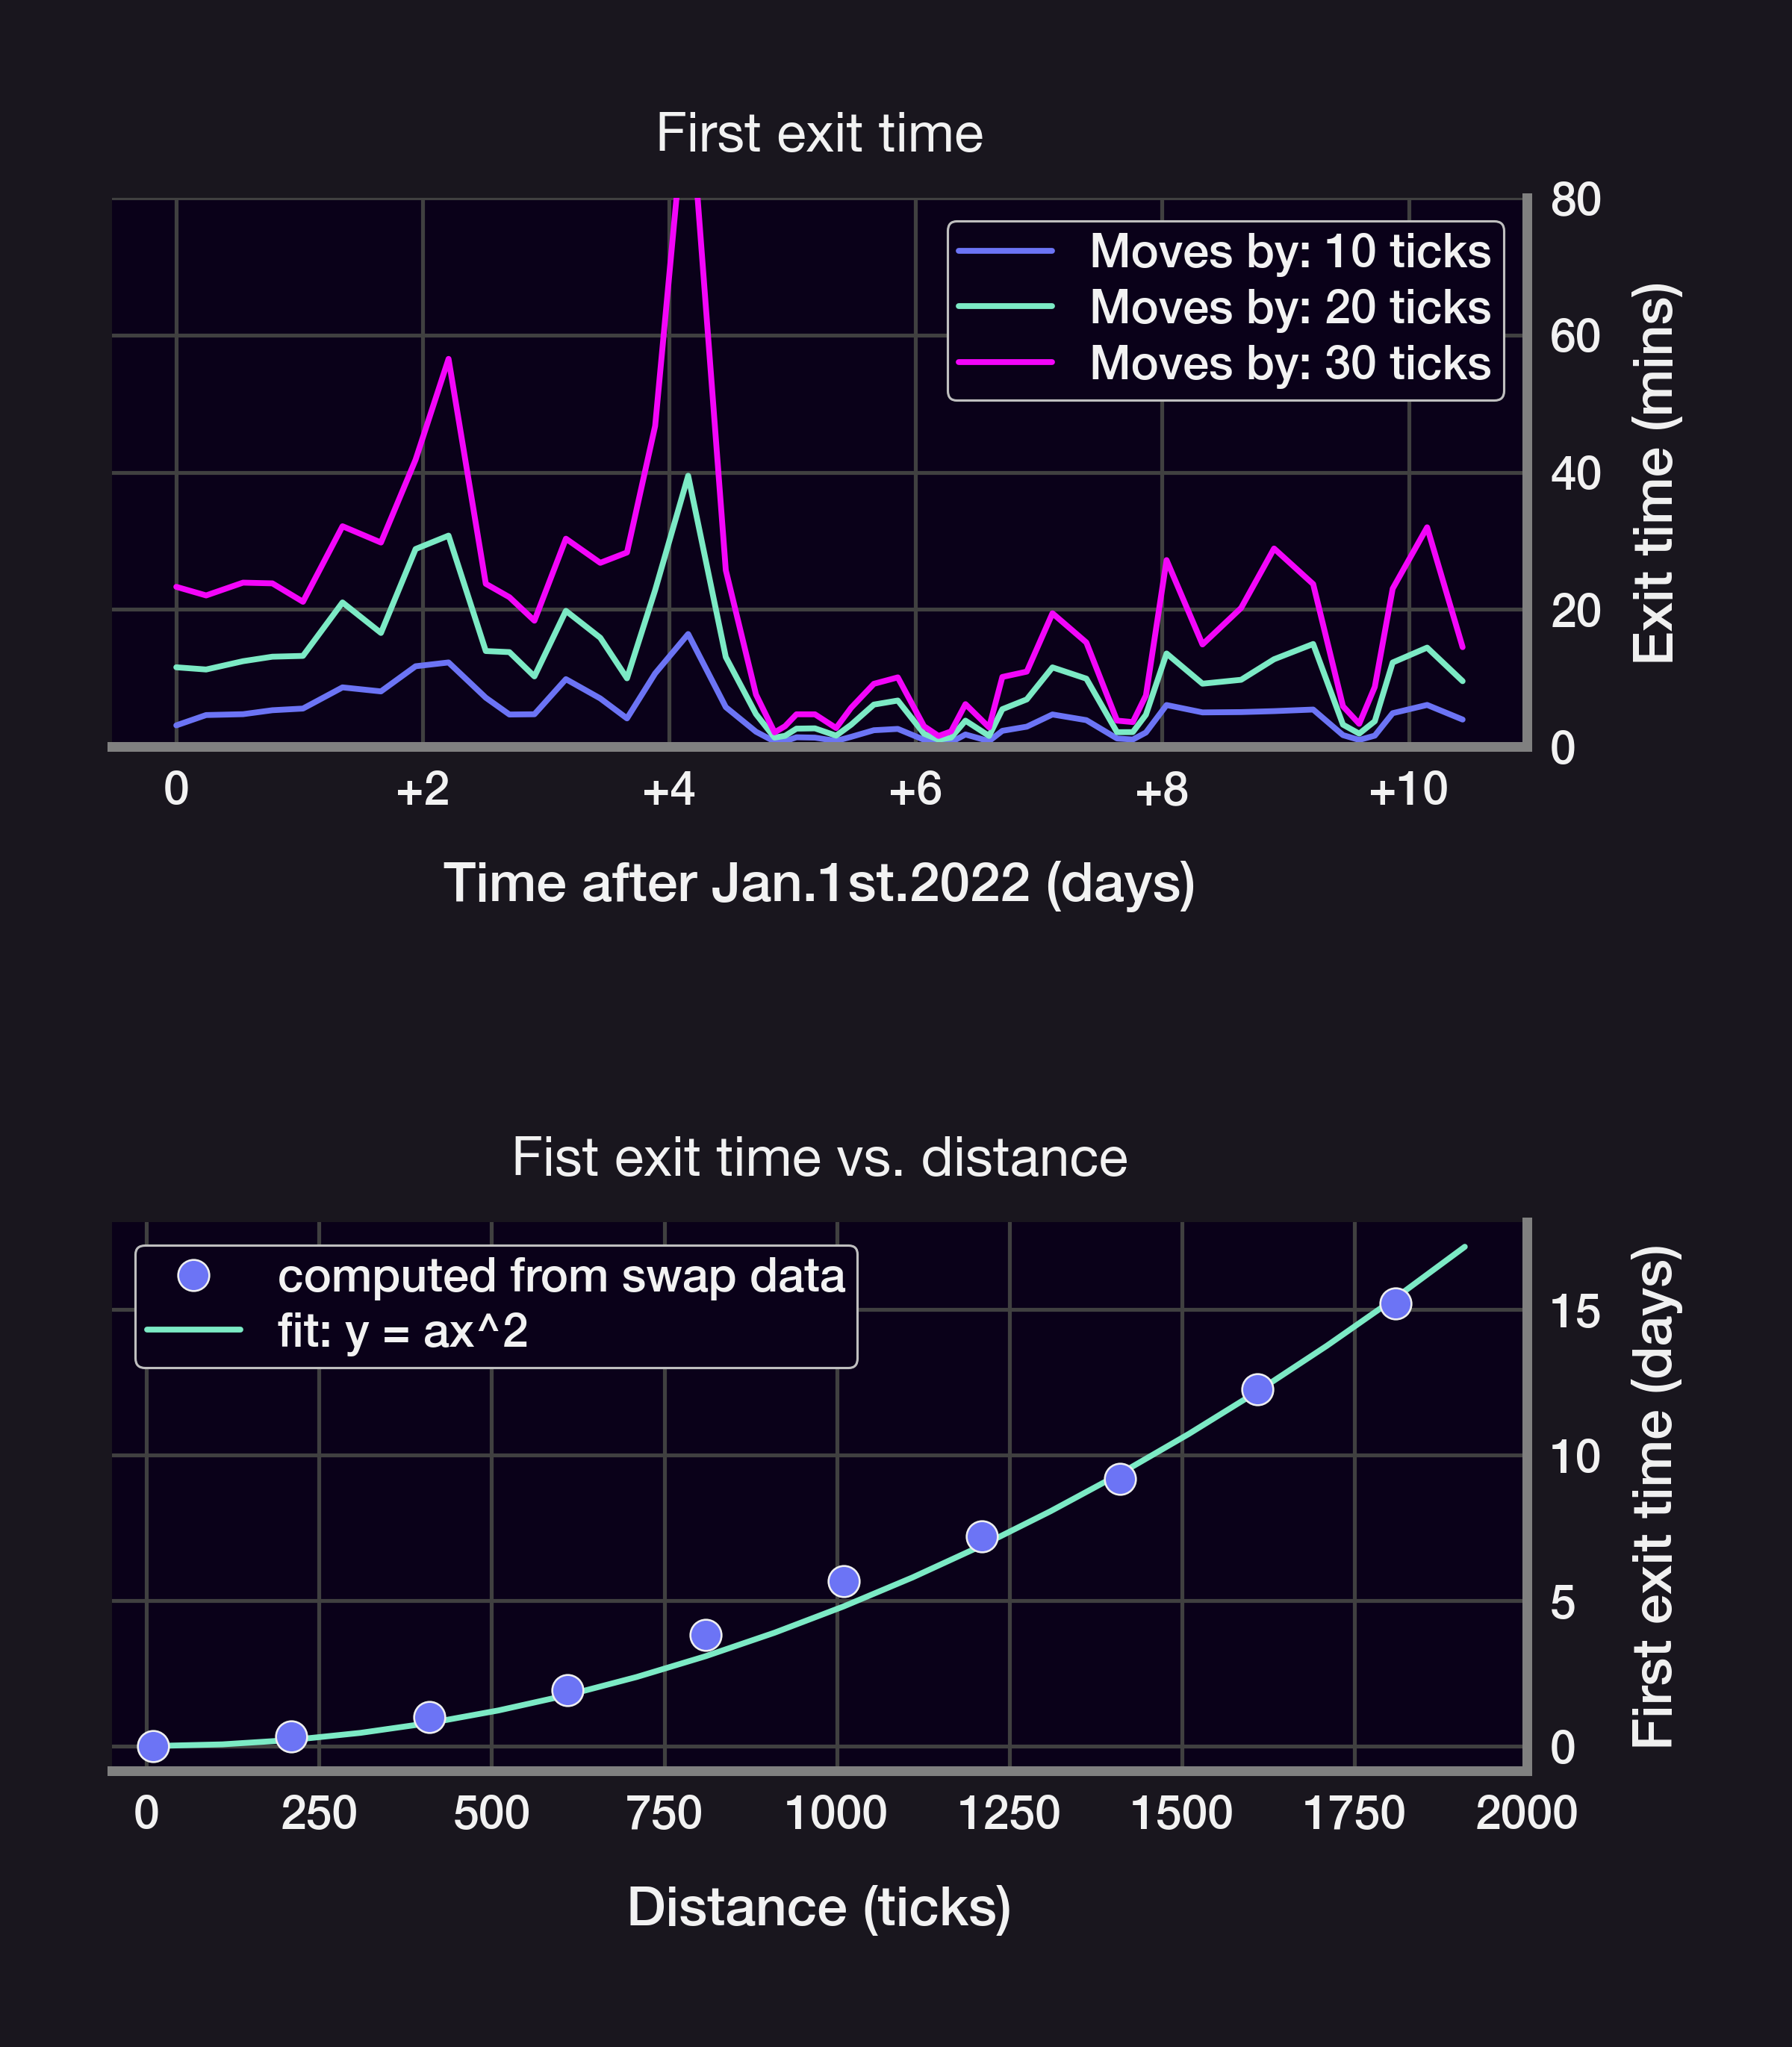 First exit time
80
60
40
20
0
Exit time (mins)
Moves by: 10 ticks
Moves by: 20 ticks
Moves by: 30 ticks
0 +2 +4 +6 +8 +10
Time after Jan.1st.2022 (days)
Fist exit time vs. distance
computed from swap data
fit: y = ax^2
15
10
5
0
First exit time (days)
0 250 500 750 1000 1250 1500 1750 2000
Distance (ticks)